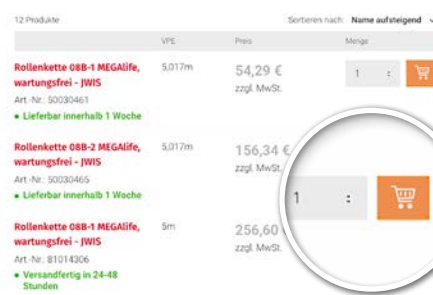 12 Produkte Sortieren nach: Name aufsteigend
VPE Preis Menge
Rollenkette 08B-1 MEGAlife, 5,017m 54,29 € 1
wartungsfrei - JWIS zzgl. MwSt.
Art.-Nr.: 50030461
• Lieferbar innerhalb 1 Woche
Rollenkette 08B-2 MEGAlife, 5,017m 156,34 €
wartungsfrei - JWIS zzgl. MwSt.
Art.-Nr.: 50030465
• Lieferbar innerhalb 1 Woche
1
Rollenkette 08B-1 MEGAlife, 5m 256,60
wartungsfrei - JWIS zzgl. MwSt.
Art.-Nr.: 81014306
• Versandfertig in 24-48
Stunden